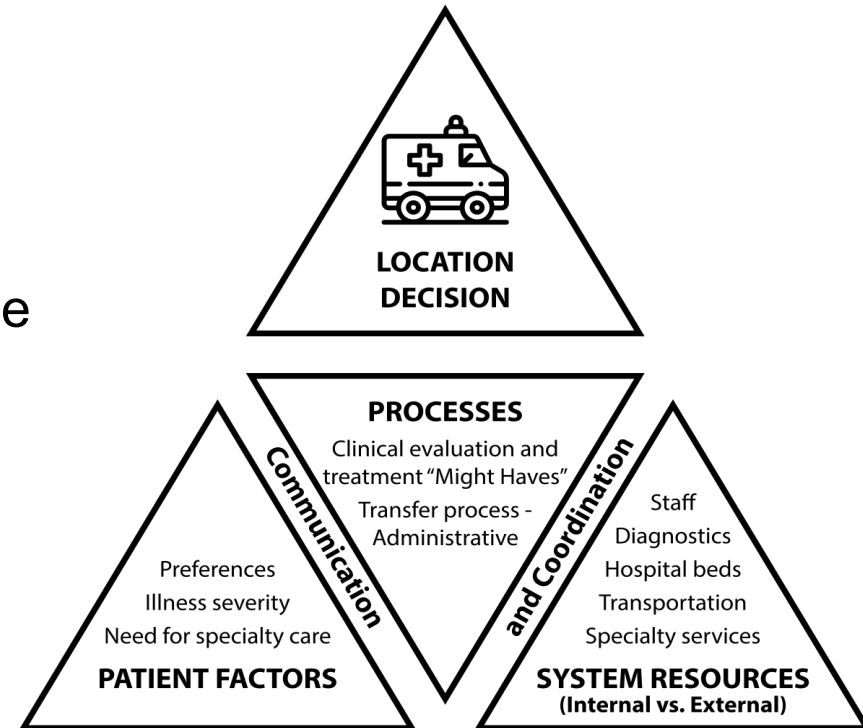 LOCATION
DECISION
e
PROCESSES
Clinical evaluation and
treatment “Might Haves”
Transfer process -
Administrative
Communication
and Coordination
Preferences
Illness severity
Need for specialty care
PATIENT FACTORS
Staff
Diagnostics
Hospital beds
Transportation
Specialty services
SYSTEM RESOURCES
(Internal vs. External)